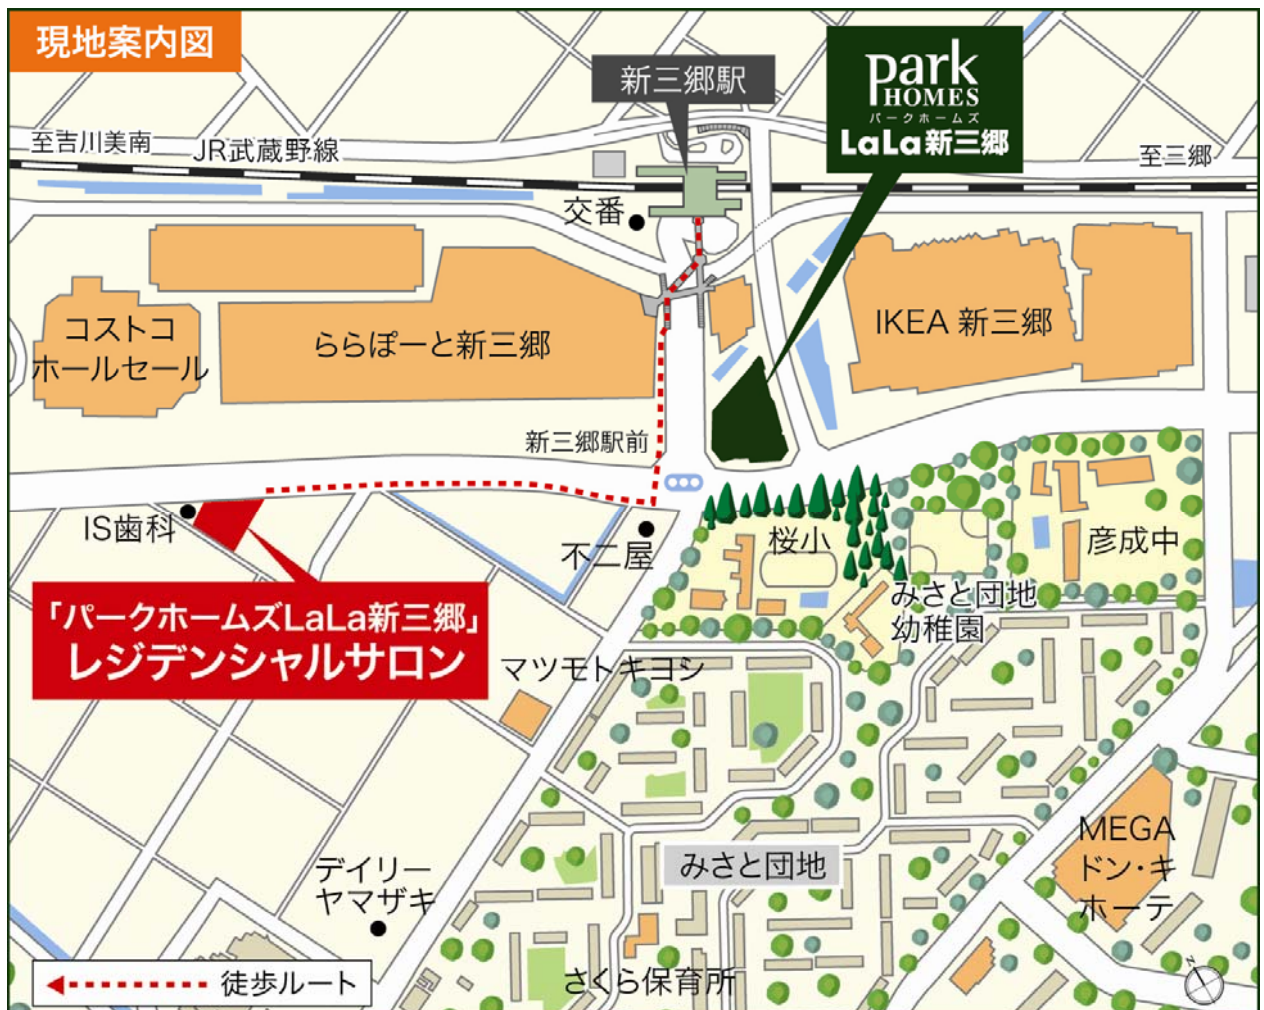 現地案内図
新三郷駅
park
HOMES
パークホームズ
LaLa新三郷
至吉川美南
JR武蔵野線
至三郷
交番
コストコ
ホールセール
ららぽーと新三郷
IKEA 新三郷
新三郷駅前
IS歯科
不二屋
桜小
彦成中
みさと団地
幼稚園
「パークホームズLaLa新三郷」
レジデンシャルサロン
マツモトキヨシ
MEGA
ドン・キ
ホーテ
みさと団地
デイリー
ヤマザキ
さくら保育所
徒歩ルート
N